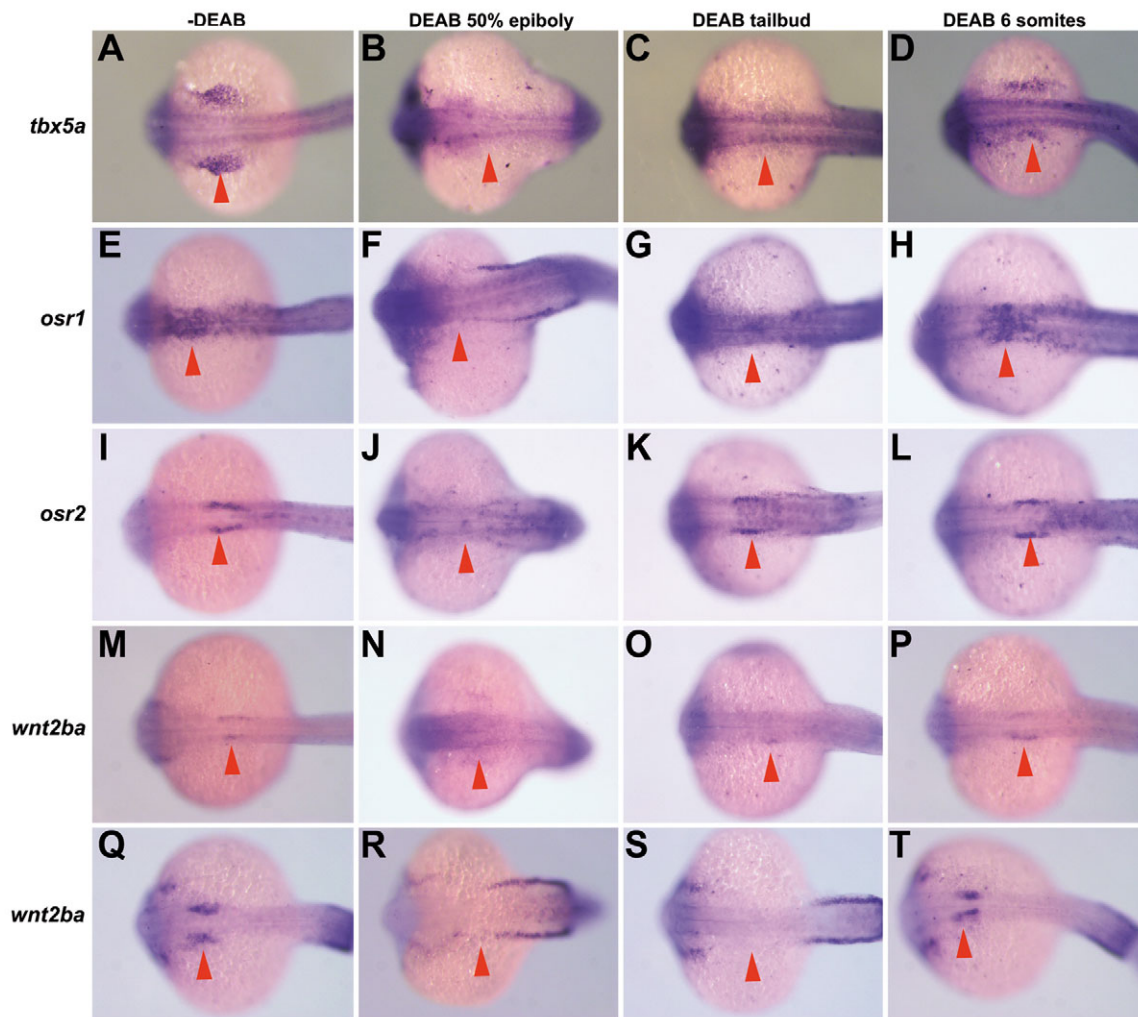 -DEAB DEAB 50% epiboly DEAB tailbud DEAB 6 somites
A B C D
tbx5a
E F G H
osr1
I J K L
osr2
M N O P
wnt2ba
Q R S T
wnt2ba